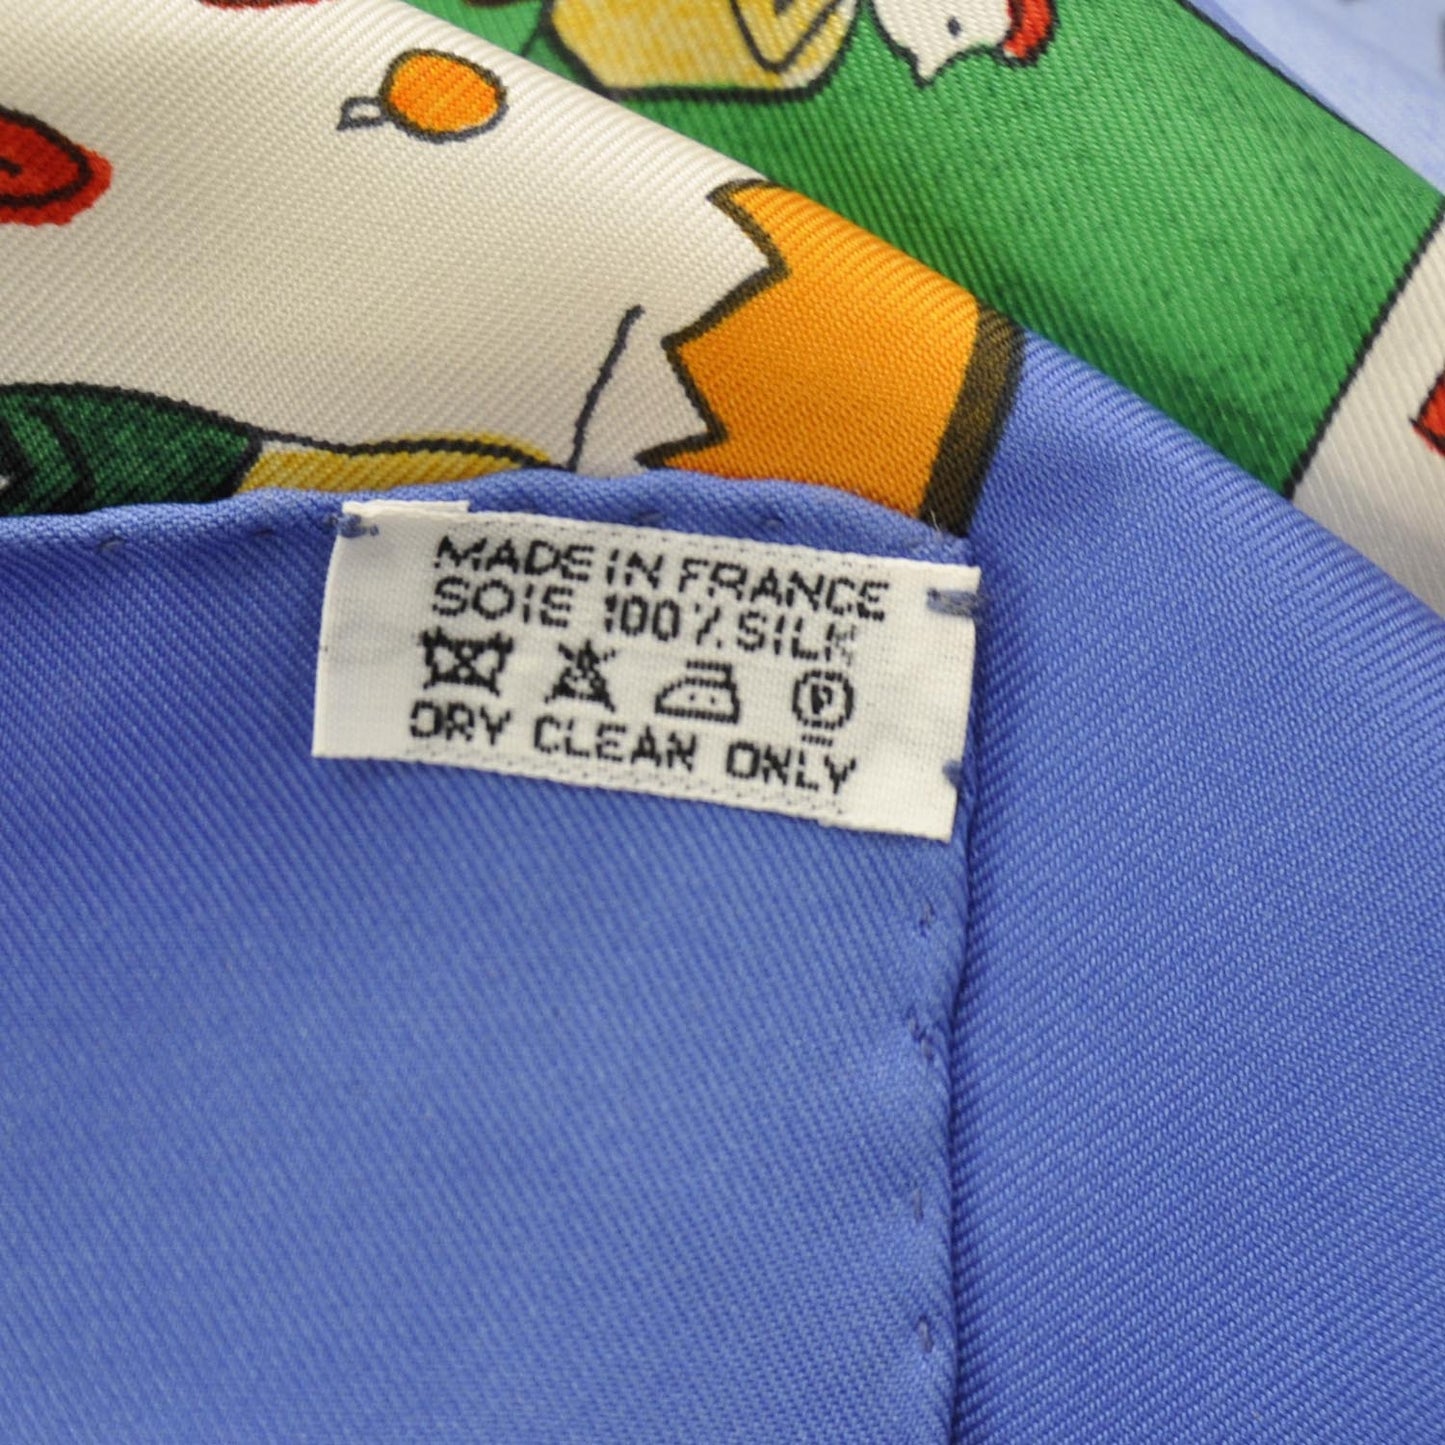 MADE IN FRANCE
SOIE 100% SILK
P
DRY CLEAN ONLY